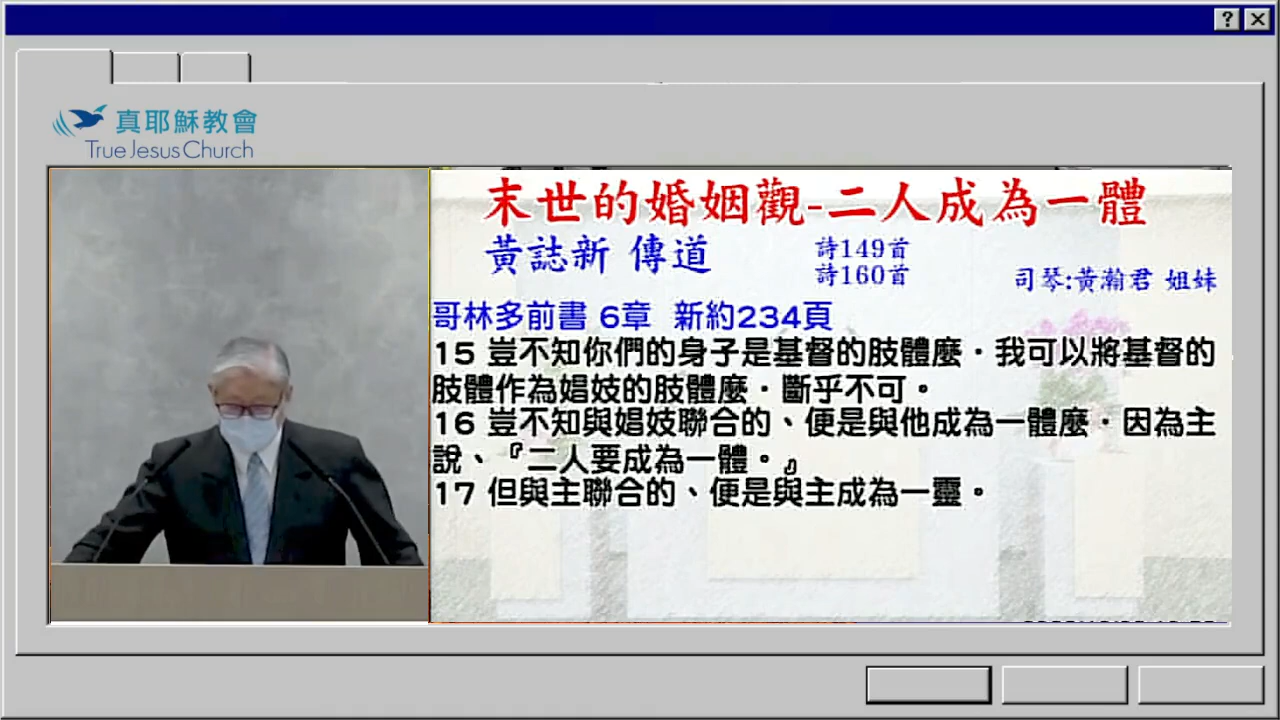 真耶穌教會
True Jesus Church
末世的婚姻觀-二人成為一體
黃誌新 傳道
詩149首
詩160首
司琴:黃瀚君 姐妹
哥林多前書 6章 新約234頁
15 豈不知你們的身子是基督的肢體麼．我可以將基督的
肢體作為娼妓的肢體麼．斷乎不可。
16 豈不知與娼妓聯合的、便是與他成為一體麼．因為主
說、『二人要成為一體。』
17 但與主聯合的、便是與主成為一靈。